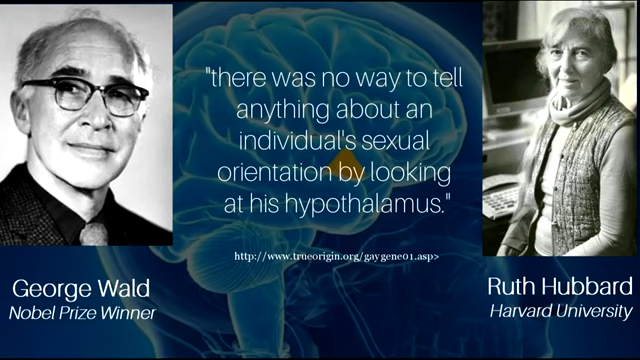 "there was no way to tell
anything about an
individual's sexual
orientation by looking
at his hypothalamus."
http://www.trueorigin.org/gaygene01.asp>
George Wald
Nobel Prize Winner
Ruth Hubbard
Harvard University